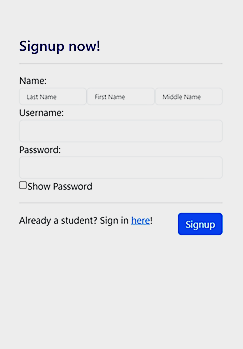 Signup now!
Name:
Last Name First Name Middle Name
Username:
Password:
Show Password
Already a student? Sign in here! Signup